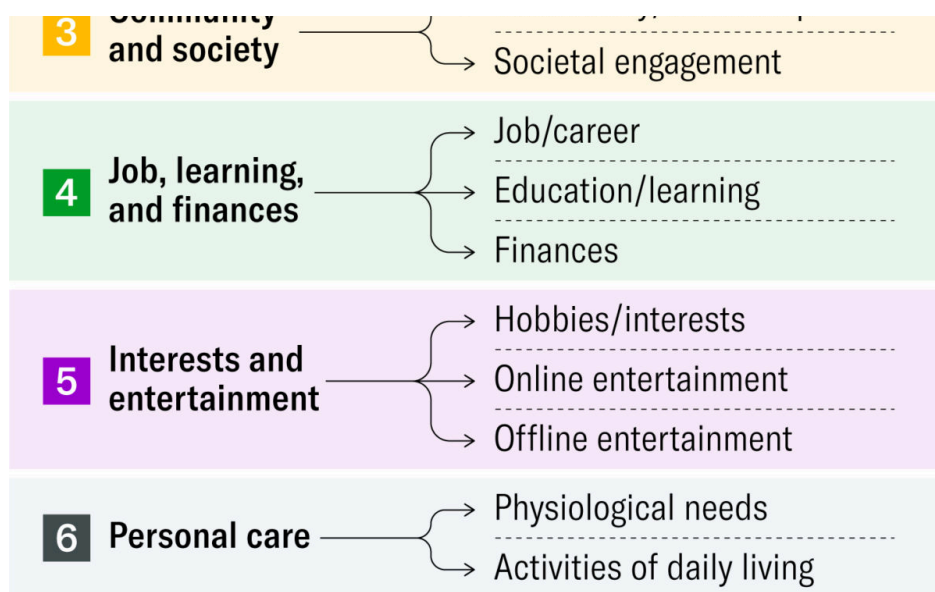 3
Community
and society
Societal engagement
4
Job, learning,
and finances
Job/career
Education/learning
Finances
5
Interests and
entertainment
Hobbies/interests
Online entertainment
Offline entertainment
6
Personal care
Physiological needs
Activities of daily living